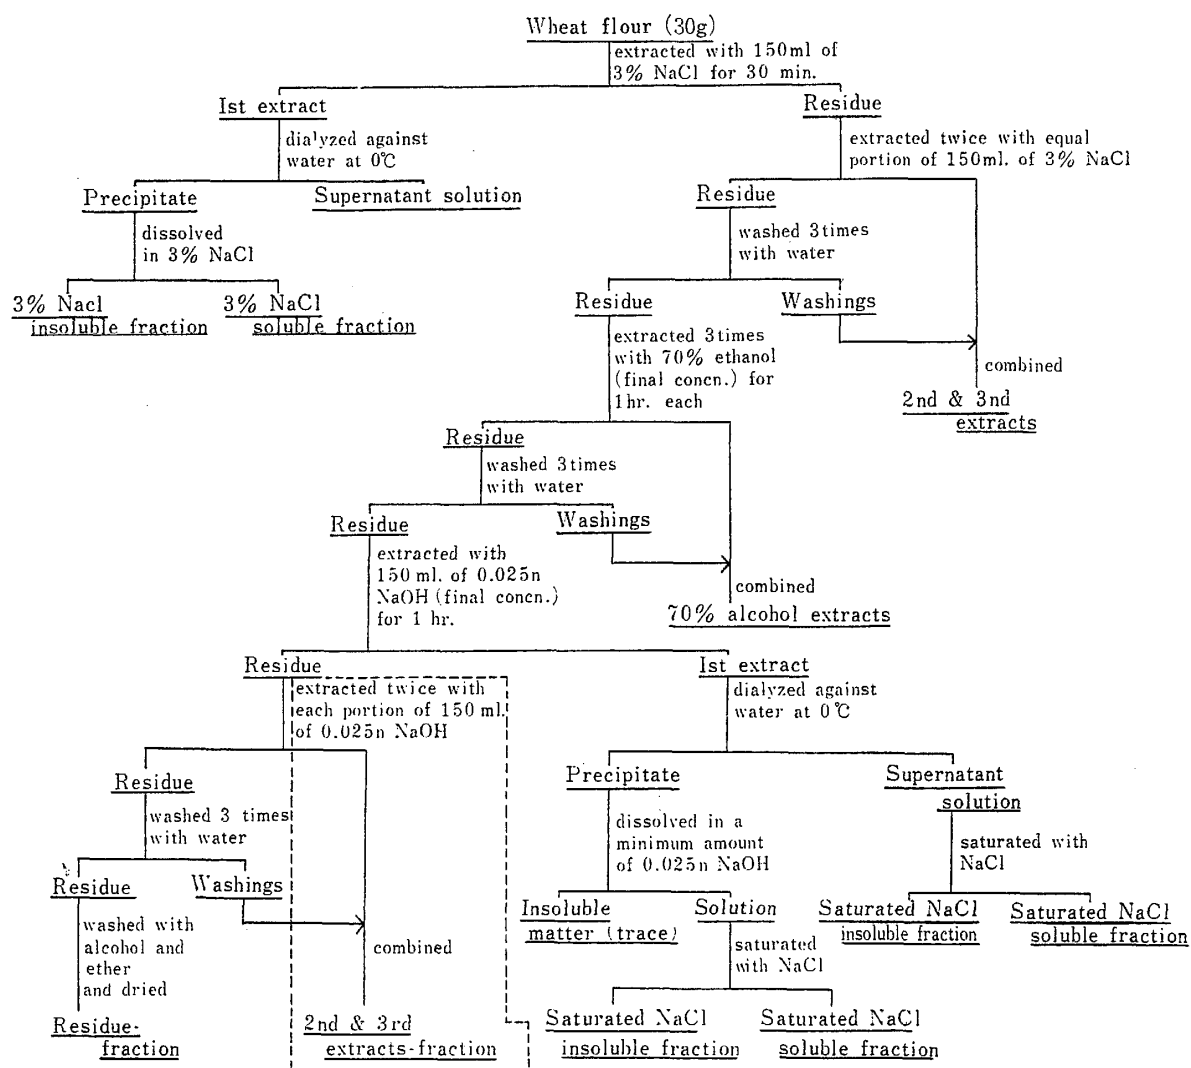 Wheat flour (30g)
extracted with 150ml of
3% NaCl for 30 min.
Ist extract
Residue
dialyzed against
water at 0℃
extracted twice with equal
portion of 150ml. of 3% NaCl
Precipitate
Supernatant solution
Residue
dissolved
in 3% NaCl
washed 3times
with water
3% Nacl
insoluble fraction
3% NaCl
soluble fraction
Residue
Washings
extracted 3times
with 70% ethanol
(final concn.) for
1hr. each
combined
2nd & 3nd
extracts
Residue
washed 3times
with water
Residue
Washings
extracted with
150ml. of 0.025n
NaOH (final concn.)
for 1 hr.
combined
70% alcohol extracts
Residue
Ist extract
extracted twice with
each portion of 150ml.
of 0.025n NaOH
dialyzed against
water at 0℃
Residue
Precipitate
Supernatant
solution
washed 3 times
with water
dissolved in a
minimum amount
of 0.025n NaOH
saturated with
NaCl
Residue
Washings
Insoluble
matter (trace)
Solution
Saturated NaCl
insoluble fraction
Saturated NaCl
soluble fraction
washed with
alcohol and
ether
and dried
combined
saturated
with NaCl
Residue-
fraction
2nd & 3rd
extracts-fraction
Saturated NaCl
insoluble fraction
Saturated NaCl
soluble fraction